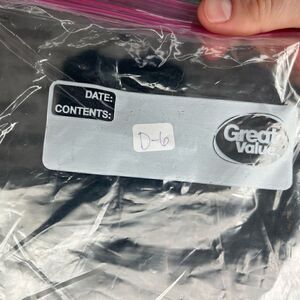 DATE:
CONTENTS:
D-6
Great
Value